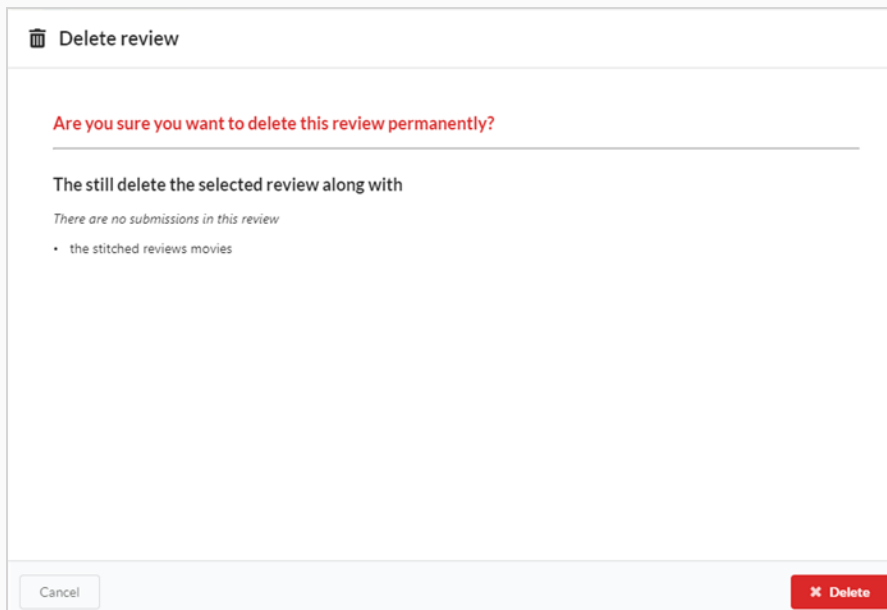 Delete review
Are you sure you want to delete this review permanently?
The still delete the selected review along with
There are no submissions in this review
• the stitched reviews movies
Cancel
✖ Delete